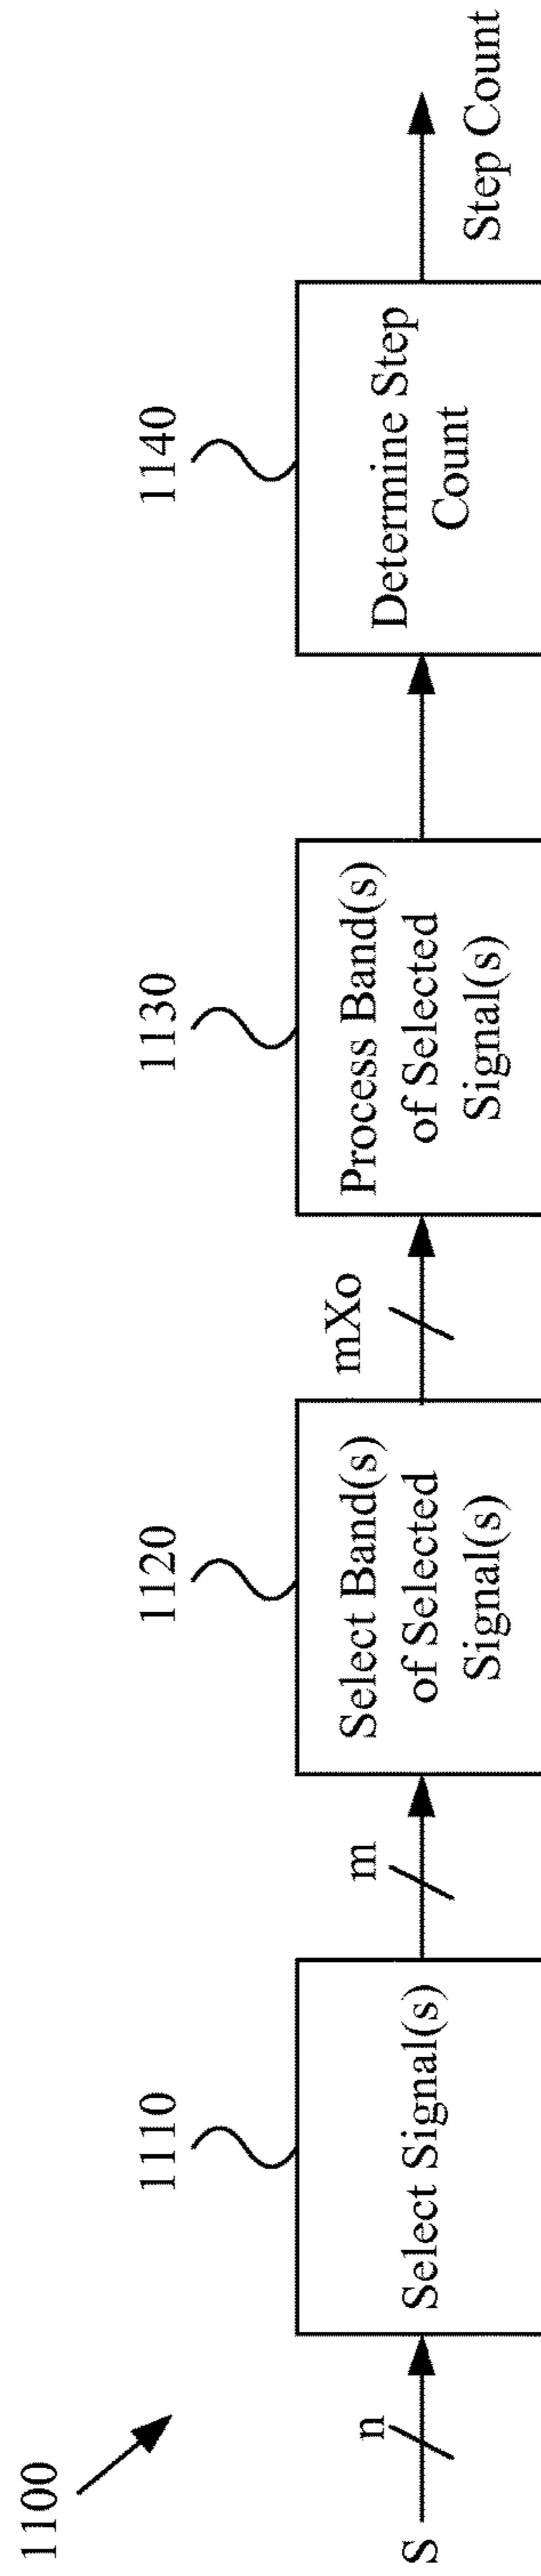 1100
S
n
1110
Select Signal(s)
m
1120
Select Band(s)
of Selected
Signal(s)
mXo
1130
Process Band(s)
of Selected
Signal(s)
1140
Determine Step
Count
Step Count